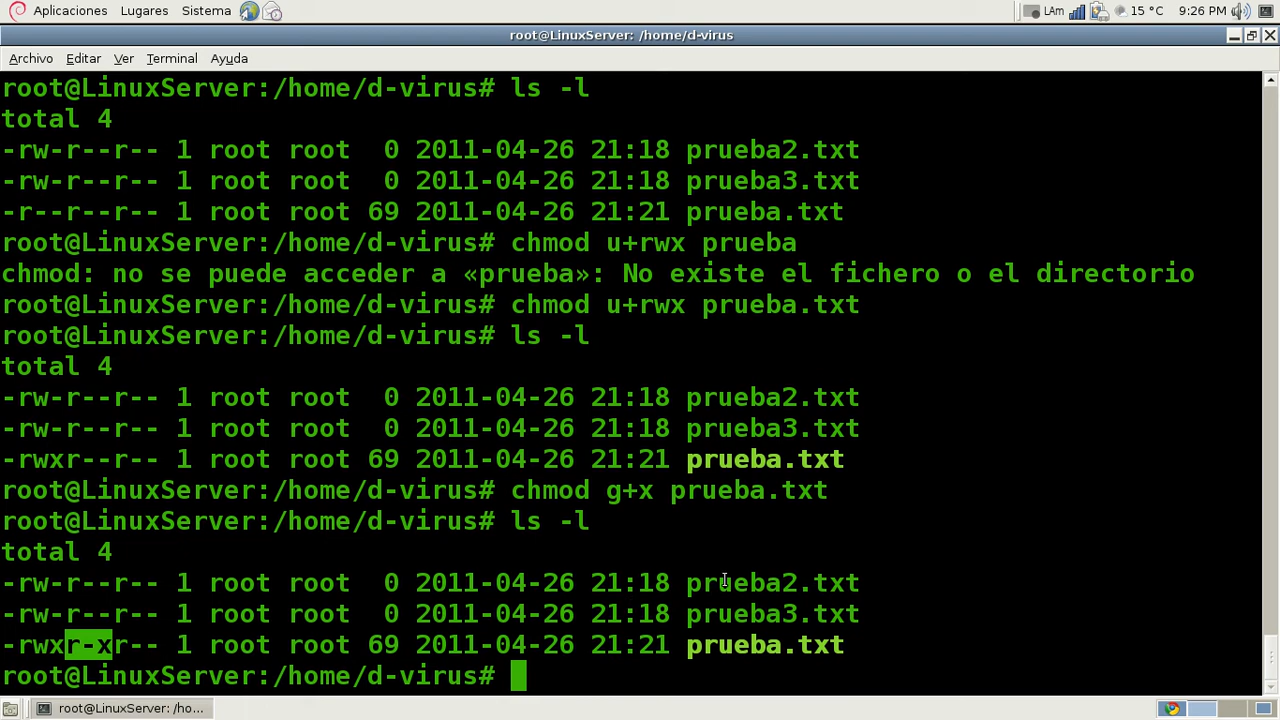 Aplicaciones Lugares Sistema LAm 15 °C 9:26 PM
root@LinuxServer: /home/d-virus
Archivo Editar Ver Terminal Ayuda
root@LinuxServer:/home/d-virus# ls -l
total 4
-rw-r--r-- 1 root root  0 2011-04-26 21:18 prueba2.txt
-rw-r--r-- 1 root root  0 2011-04-26 21:18 prueba3.txt
-r--r--r-- 1 root root 69 2011-04-26 21:21 prueba.txt
root@LinuxServer:/home/d-virus# chmod u+rwx prueba
chmod: no se puede acceder a «prueba»: No existe el fichero o el directorio
root@LinuxServer:/home/d-virus# chmod u+rwx prueba.txt
root@LinuxServer:/home/d-virus# ls -l
total 4
-rw-r--r-- 1 root root  0 2011-04-26 21:18 prueba2.txt
-rw-r--r-- 1 root root  0 2011-04-26 21:18 prueba3.txt
-rwxr--r-- 1 root root 69 2011-04-26 21:21 prueba.txt
root@LinuxServer:/home/d-virus# chmod g+x prueba.txt
root@LinuxServer:/home/d-virus# ls -l
total 4
-rw-r--r-- 1 root root  0 2011-04-26 21:18 prueba2.txt
-rw-r--r-- 1 root root  0 2011-04-26 21:18 prueba3.txt
-rwxr-xr-- 1 root root 69 2011-04-26 21:21 prueba.txt
root@LinuxServer:/home/d-virus#
root@LinuxServer: /ho...